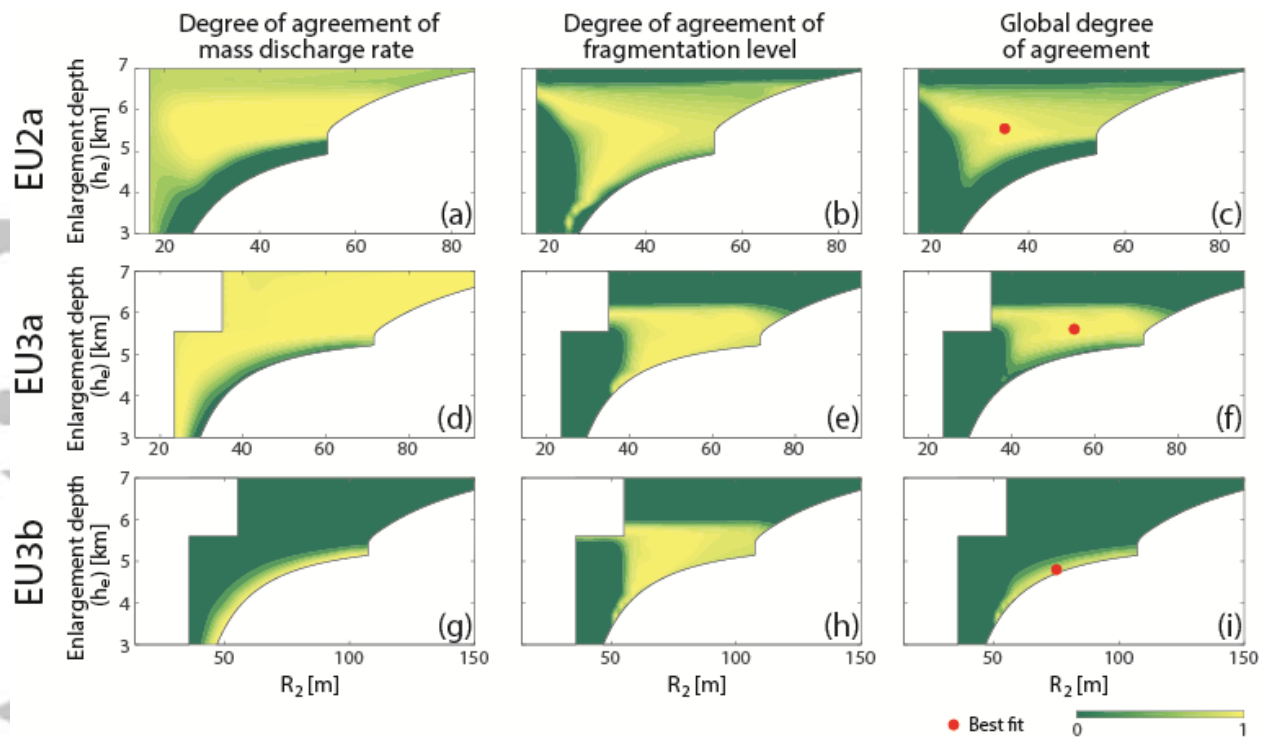 Degree of agreement of
mass discharge rate
Degree of agreement of
fragmentation level
Global degree
of agreement
EU2a
Enlargement depth
(hₑ) [km]
7
6
5
4
3
(a)
20 40 60 80
(b)
20 40 60 80
(c)
20 40 60 80
EU3a
Enlargement depth
(hₑ) [km]
7
6
5
4
3
(d)
20 40 60 80
(e)
20 40 60 80
(f)
20 40 60 80
EU3b
Enlargement depth
(hₑ) [km]
7
6
5
4
3
(g)
50 100 150
R₂ [m]
(h)
50 100 150
R₂ [m]
(i)
50 100 150
R₂ [m]
Best fit
0 1